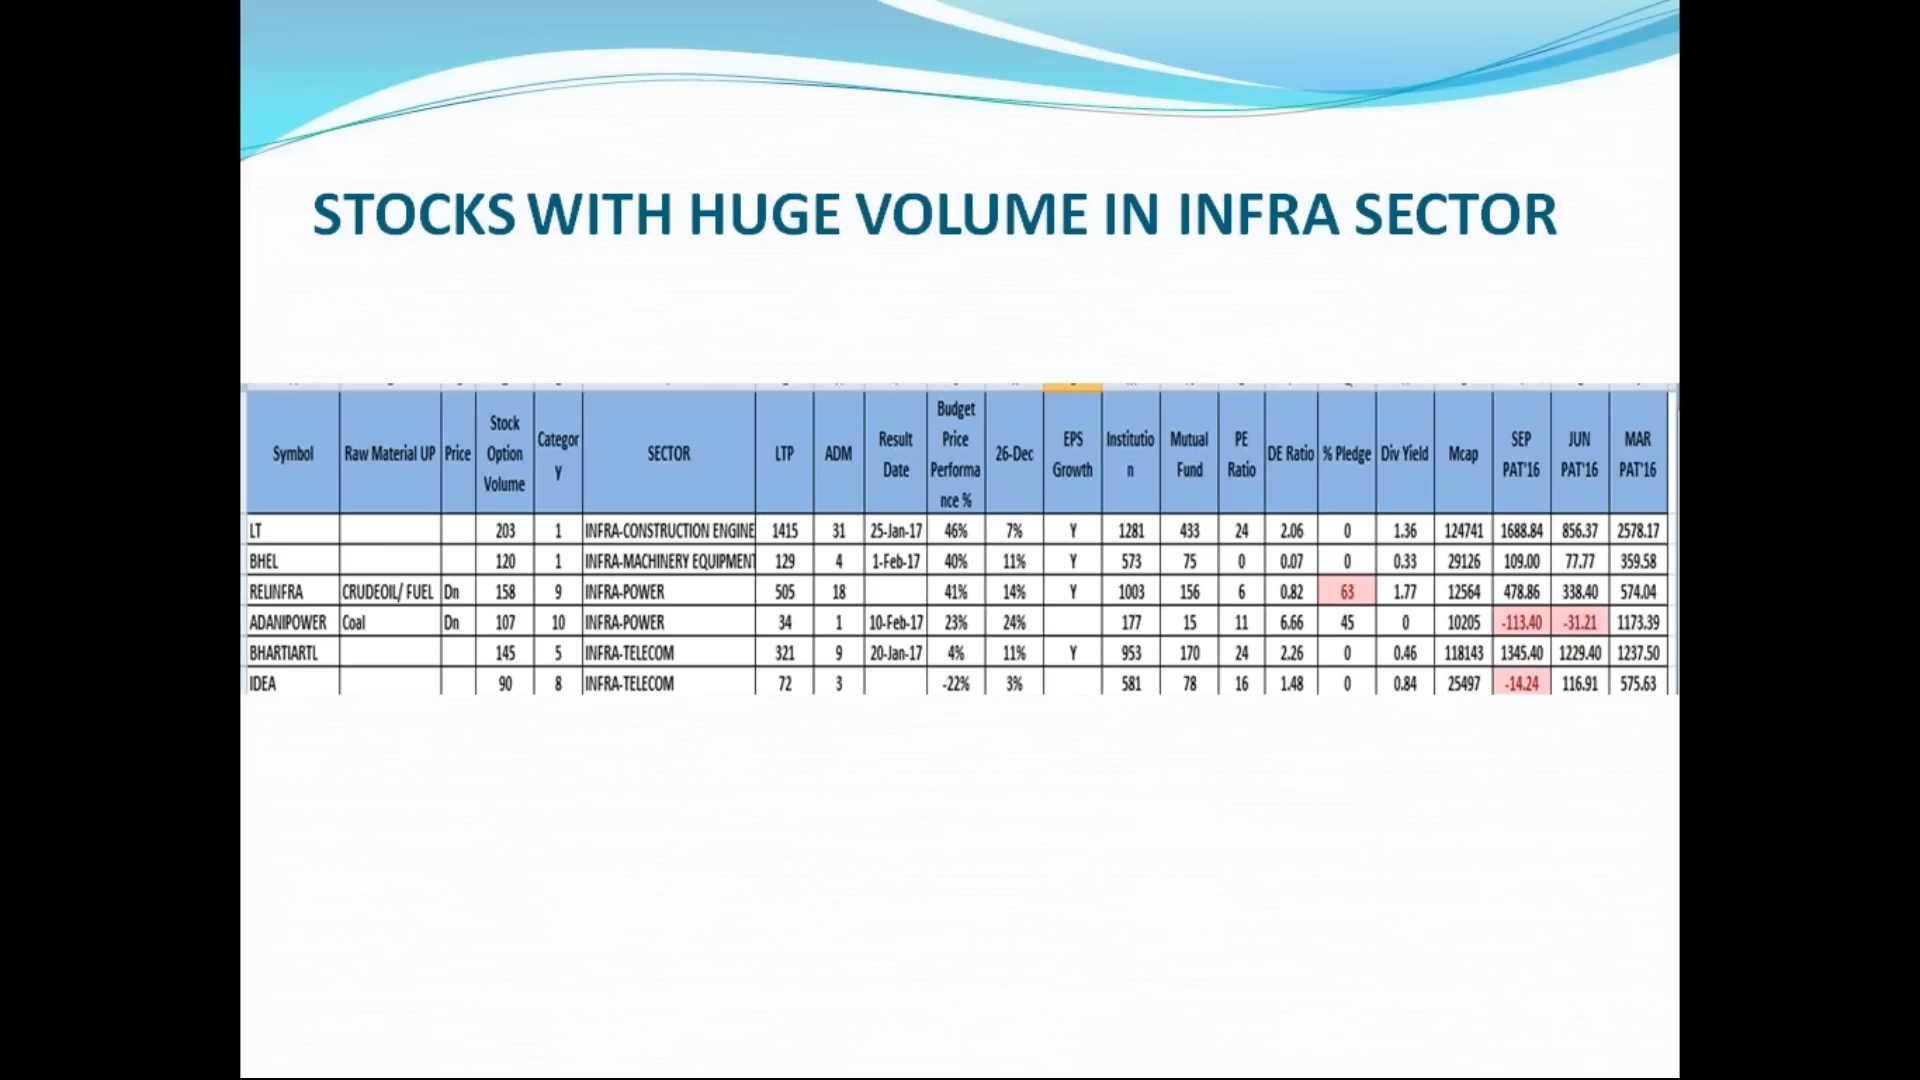 STOCKS WITH HUGE VOLUME IN INFRA SECTOR
Symbol Raw Material UP Price Stock Option Volume Categor y SECTOR LTP ADM Result Date Budget Price Performa nce % 26-Dec EPS Growth Institutio n Mutual Fund PE Ratio DE Ratio % Pledge Div Yield Mcap SEP PAT'16 JUN PAT'16 MAR PAT'16
LT 203 1 INFRA-CONSTRUCTION ENGINE 1415 31 25-Jan-17 46% 7% Y 1281 433 24 2.06 0 1.36 124741 1688.84 856.37 2578.17
BHEL 120 1 INFRA-MACHINERY EQUIPMENT 129 4 1-Feb-17 40% 11% Y 573 75 0 0.07 0 0.33 29126 109.00 77.77 359.58
RELINFRA CRUDEOIL/ FUEL Dn 158 9 INFRA-POWER 505 18 41% 14% Y 1003 156 6 0.82 63 1.77 12564 478.86 338.40 574.04
ADANIPOWER Coal Dn 107 10 INFRA-POWER 34 1 10-Feb-17 23% 24% 177 15 11 6.66 45 0 10205 -113.40 -31.21 1173.39
BHARTIARTL 145 5 INFRA-TELECOM 321 9 20-Jan-17 4% 11% Y 953 170 24 2.26 0 0.46 118143 1345.40 1229.40 1237.50
IDEA 90 8 INFRA-TELECOM 72 3 -22% 3% 581 78 16 1.48 0 0.84 25497 -14.24 116.91 575.63